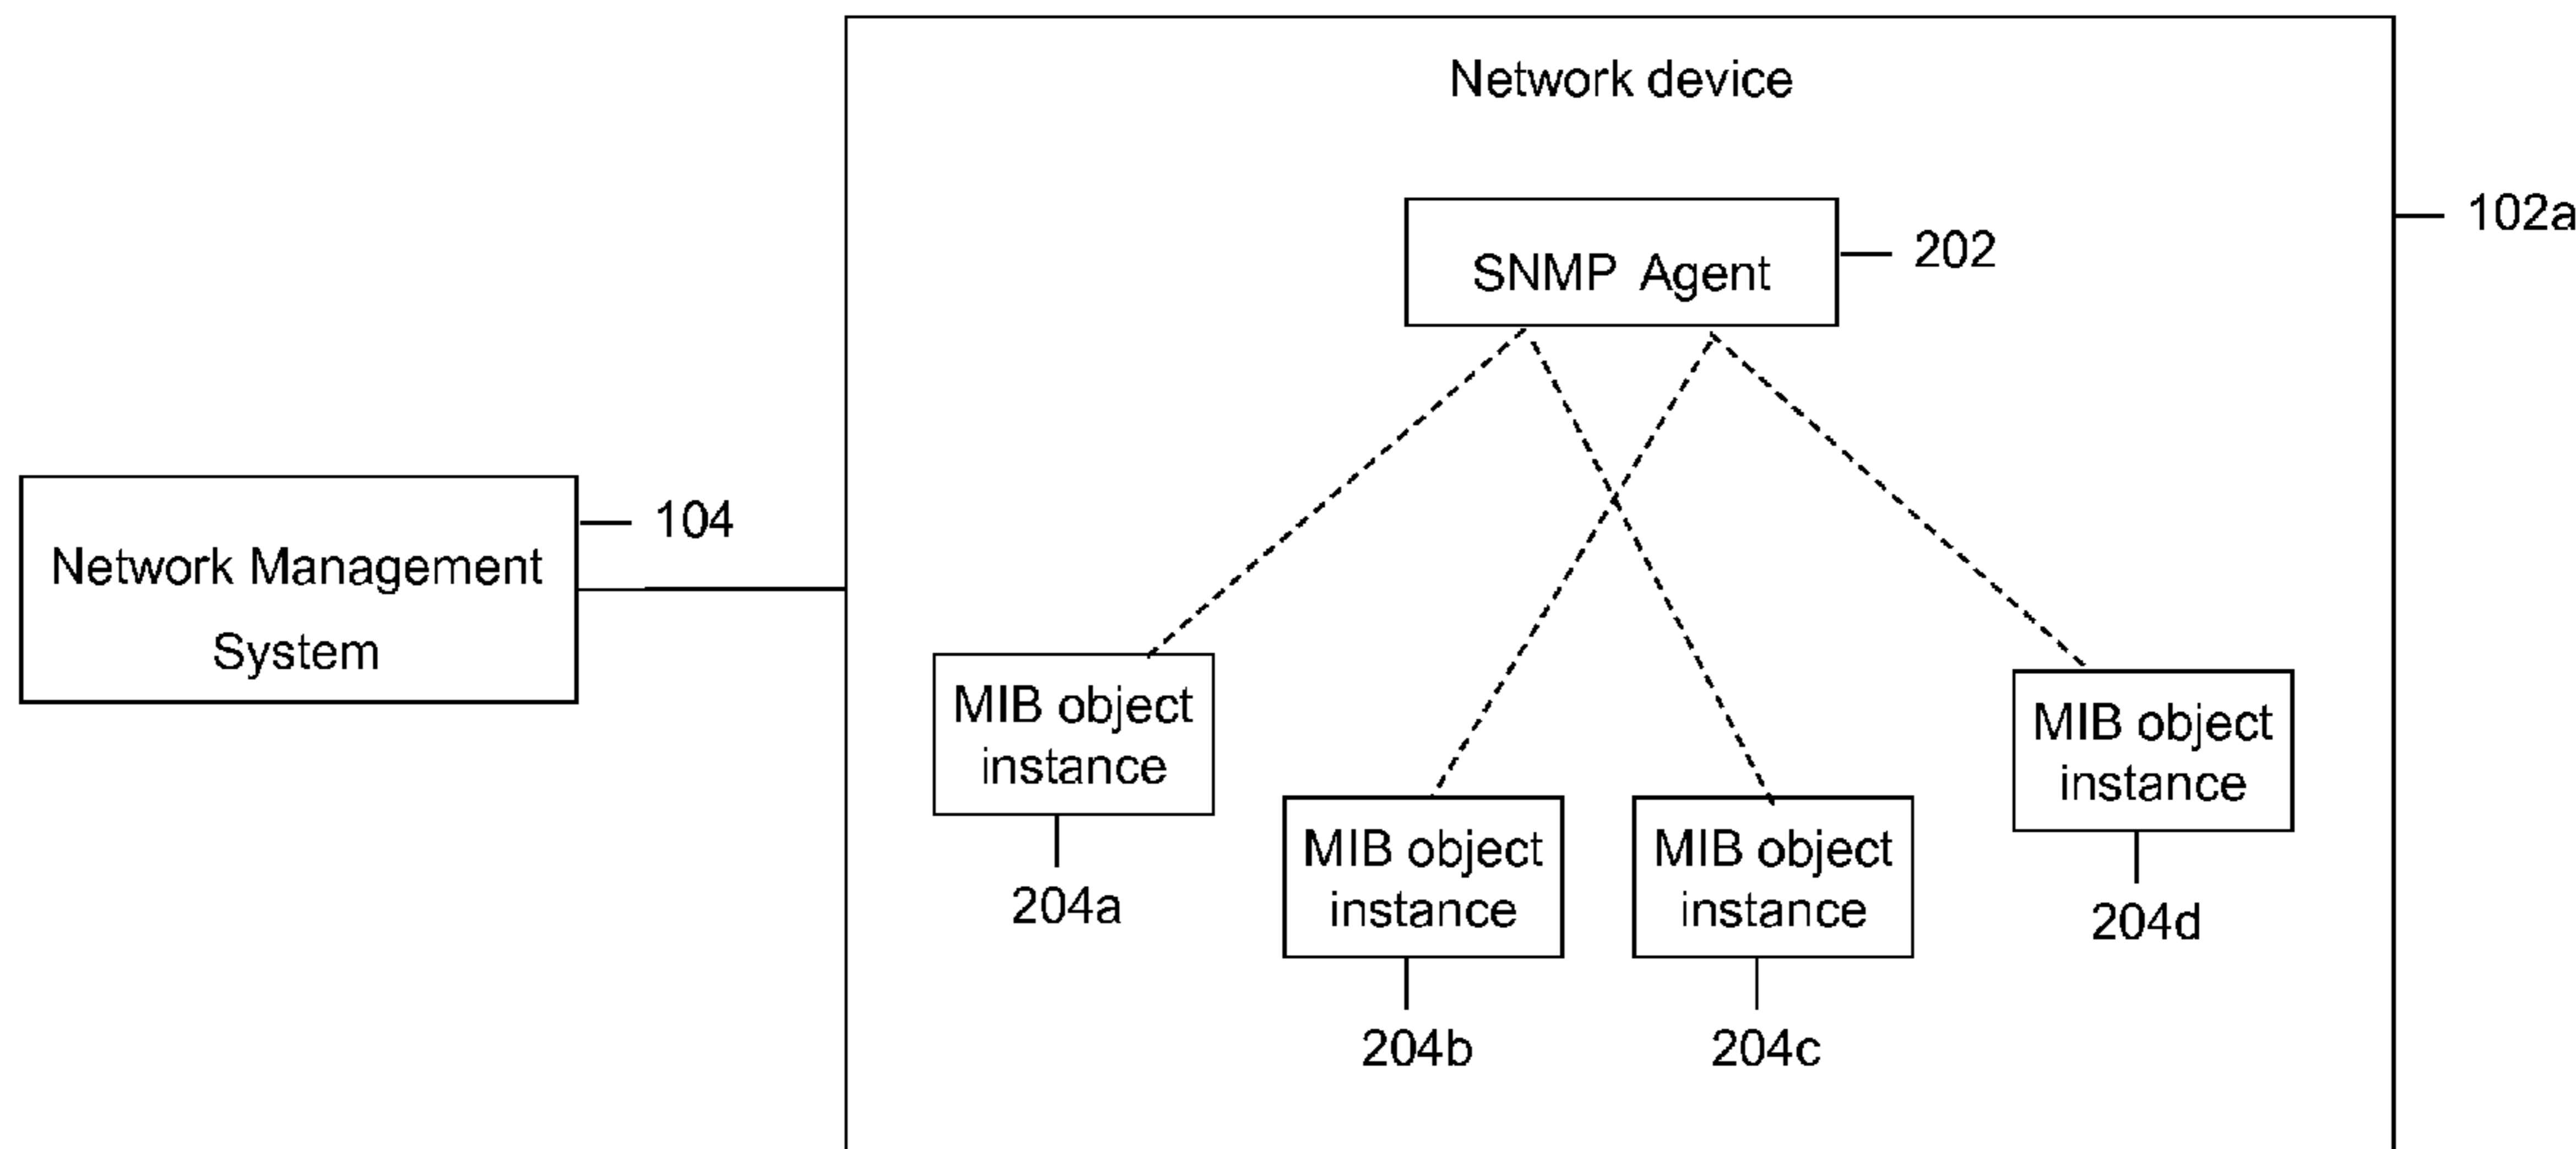 Network device
102a
SNMP Agent
202
104
Network Management
System
MIB object
instance
204a
MIB object
instance
204b
MIB object
instance
204c
MIB object
instance
204d